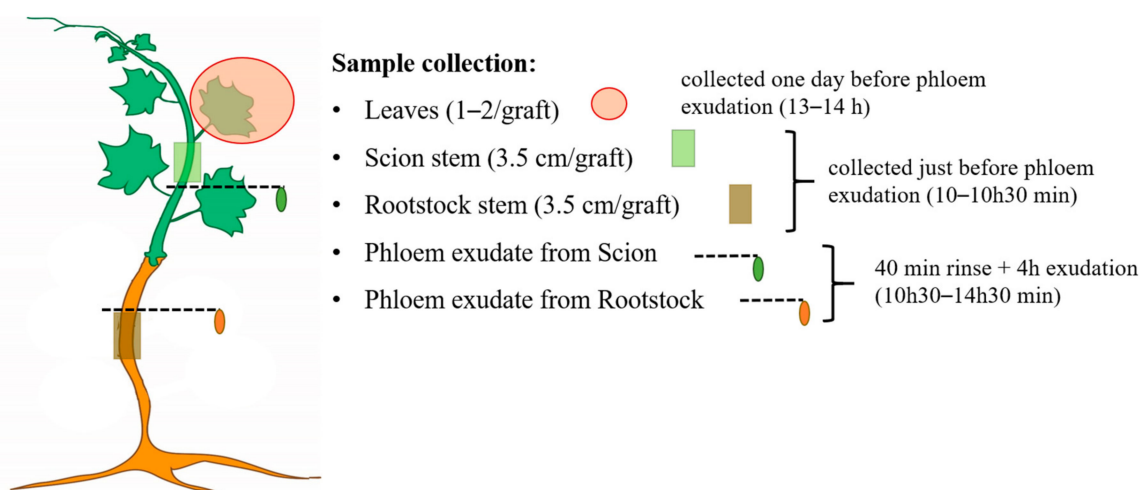 Sample collection:
• Leaves (1–2/graft)
• Scion stem (3.5 cm/graft)
• Rootstock stem (3.5 cm/graft)
• Phloem exudate from Scion
• Phloem exudate from Rootstock
collected one day before phloem
exudation (13–14 h)
collected just before phloem
exudation (10–10h30 min)
40 min rinse + 4h exudation
(10h30–14h30 min)